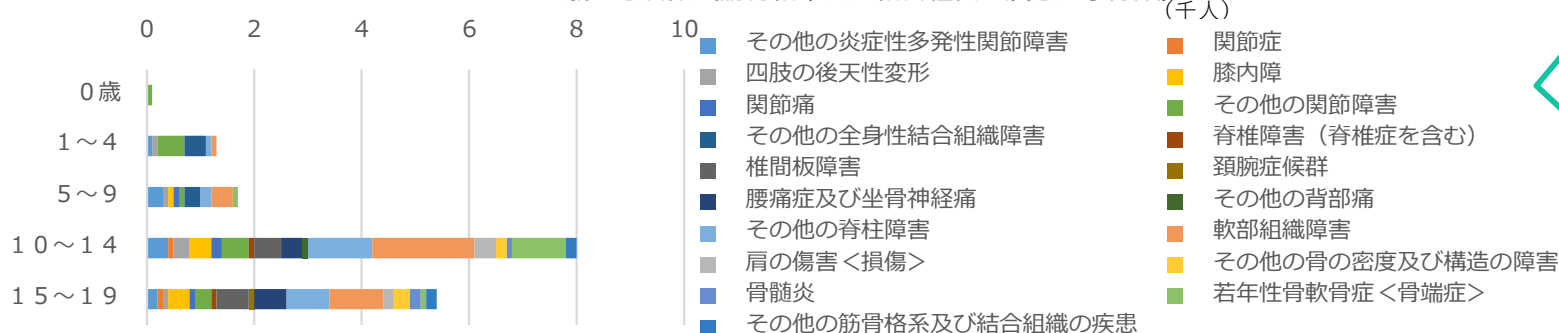 (千人)
0 2 4 6 8 10
0歳
1～4
5～9
10～14
15～19
その他の炎症性多発性関節障害
関節症
四肢の後天性変形
膝内障
関節痛
その他の関節障害
その他の全身性結合組織障害
脊椎障害（脊椎症を含む）
椎間板障害
頚腕症候群
腰痛症及び坐骨神経痛
その他の背部痛
その他の脊柱障害
軟部組織障害
肩の傷害＜損傷＞
その他の骨の密度及び構造の障害
骨髄炎
若年性骨軟骨症＜骨端症＞
その他の筋骨格系及び結合組織の疾患